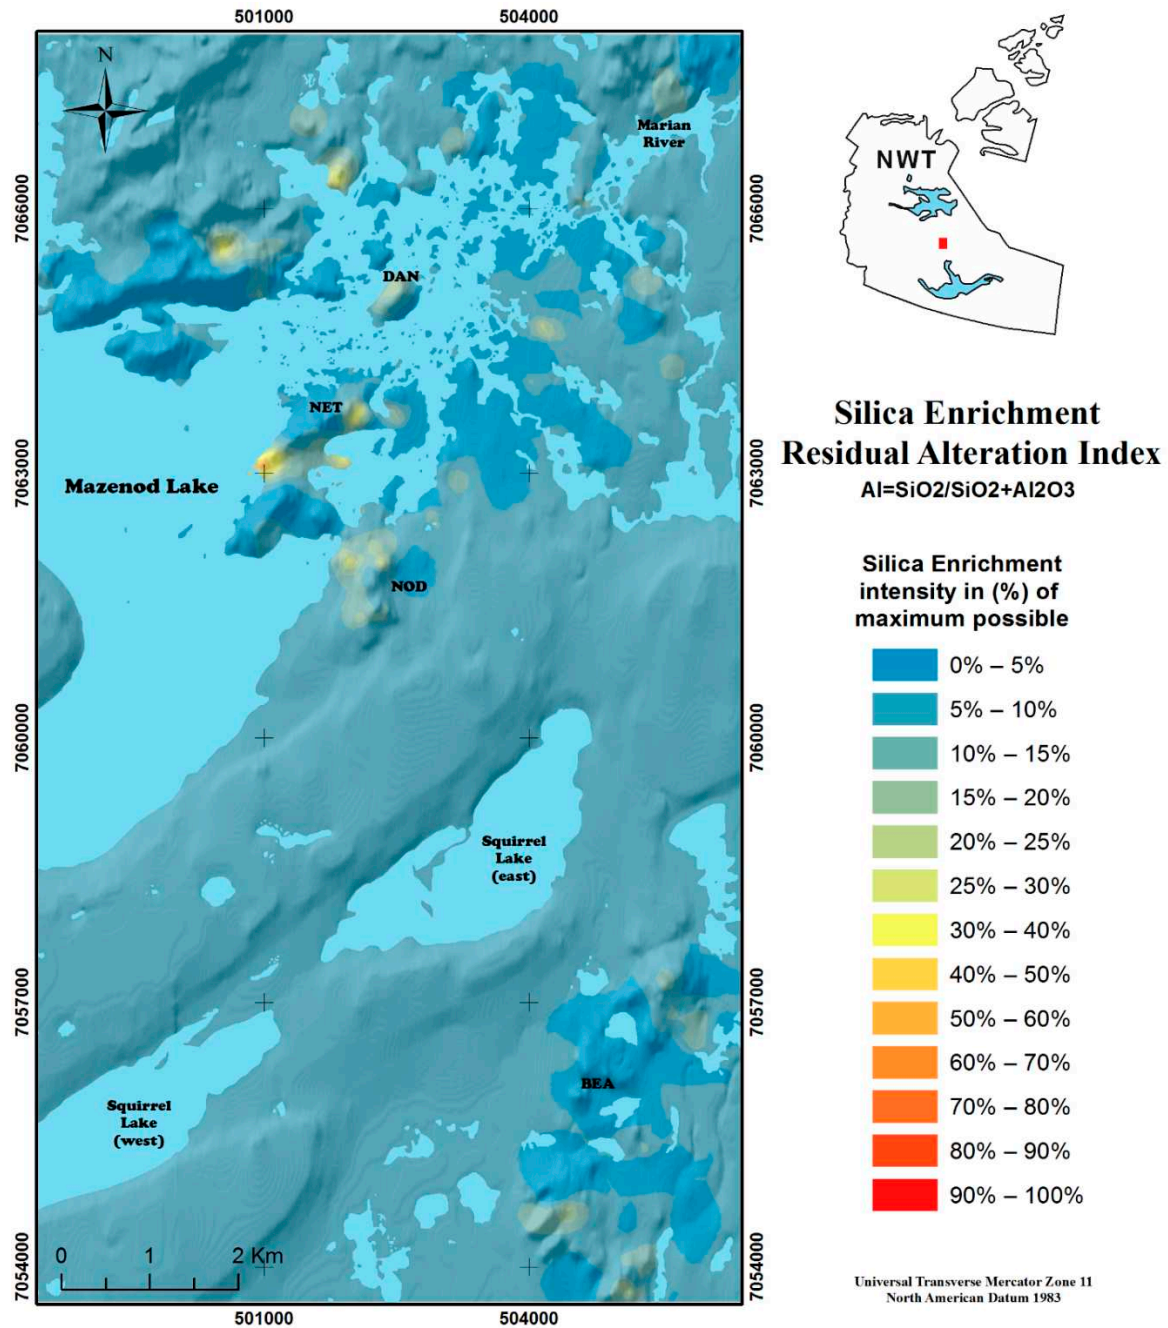 501000
504000
N
Marian
River
7066000
7066000
DAN
NET
7063000
7063000
Mazenod Lake
NOD
7060000
7060000
Squirrel
Lake
(east)
7057000
7057000
BEA
Squirrel
Lake
(west)
0 1 2 Km
7054000
7054000
501000
504000
NWT
Silica Enrichment
Residual Alteration Index
AI=SiO2/SiO2+Al2O3
Silica Enrichment
intensity in (%) of
maximum possible
0% – 5%
5% – 10%
10% – 15%
15% – 20%
20% – 25%
25% – 30%
30% – 40%
40% – 50%
50% – 60%
60% – 70%
70% – 80%
80% – 90%
90% – 100%
Universal Transverse Mercator Zone 11
North American Datum 1983